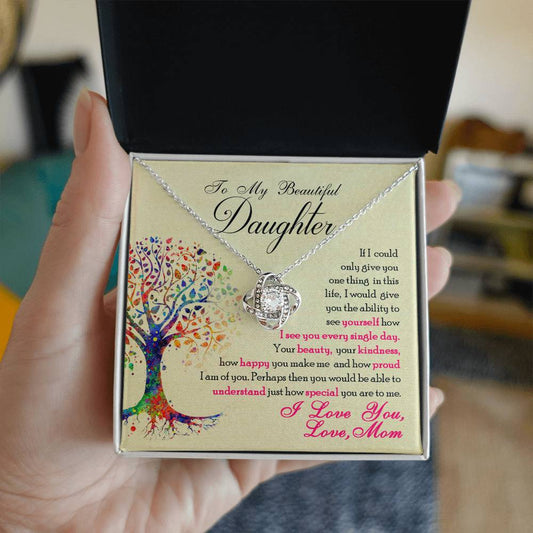 To My Beautiful
Daughter
If I could
only give you
one thing in this
life, I would give
you the ability to
see yourself how
I see you every single day.
Your beauty, your kindness,
how happy you make me and how proud
I am of you. Perhaps then you would be able to
understand just how special you are to me.
I Love You,
Love, Mom